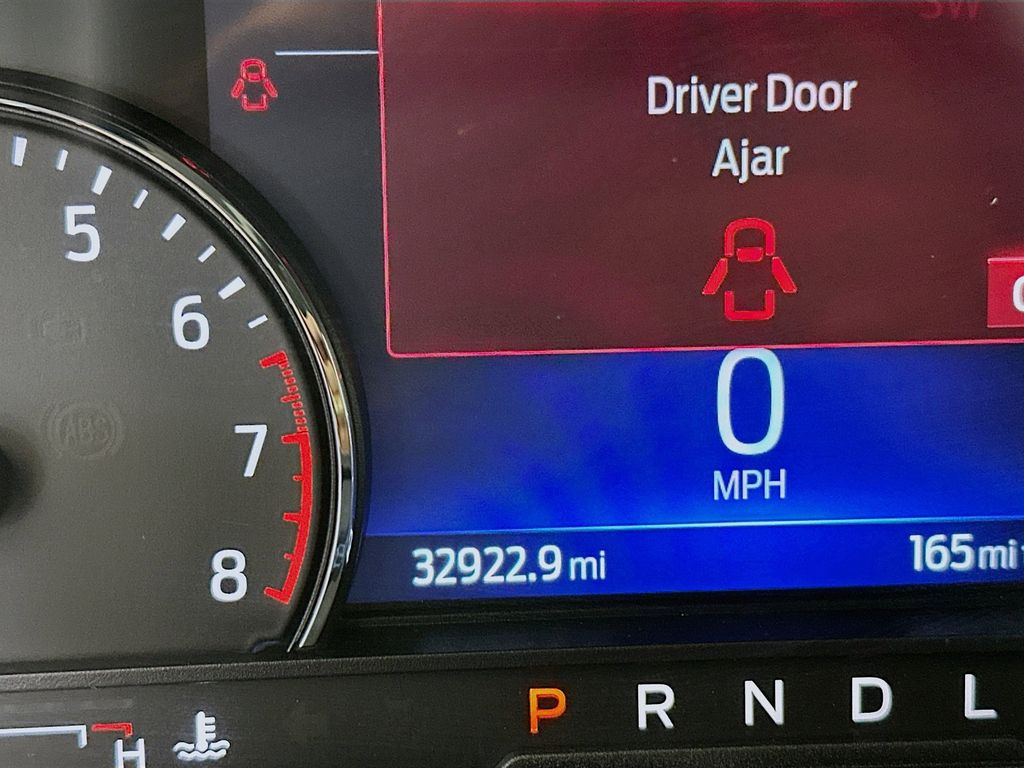 Driver Door
Ajar
5
6
7
8
ABS
0
MPH
32922.9 mi
165 mi
P R N D L
H